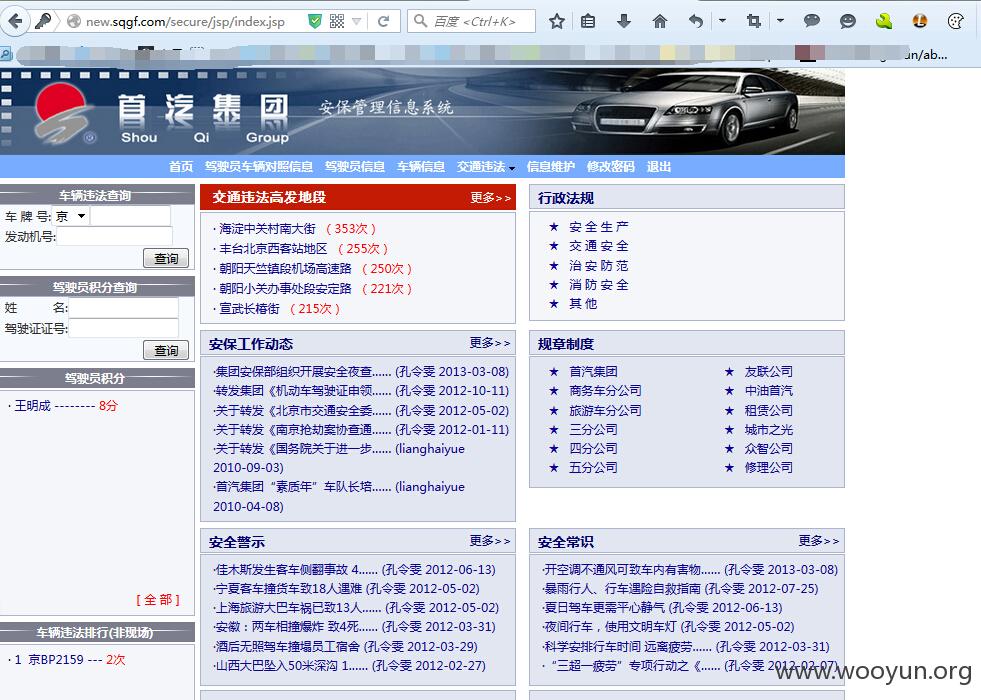 new.sqgf.com/secure/jsp/index.jsp
百度 <Ctrl+K>
un/ab...
首汽集团
Shou Qi Group
安保管理信息系统
首页 驾驶员车辆对照信息 驾驶员信息 车辆信息 交通违法 信息维护 修改密码 退出
车辆违法查询
车 牌 号: 京
发动机号:
查询
驾驶员积分查询
姓 名:
驾驶证证号:
查询
驾驶员积分
·王明成 -------- 8分
[ 全 部 ]
车辆违法排行(非现场)
·1 京BP2159 --- 2次
交通违法高发地段 更多>>
·海淀中关村南大街 （353次）
·丰台北京西客站地区 （255次）
·朝阳天竺镇段机场高速路 （250次）
·朝阳小关办事处段安定路 （221次）
·宣武长椿街 （215次）
行政法规
★ 安 全 生 产
★ 交 通 安 全
★ 治 安 防 范
★ 消 防 安 全
★ 其 他
安保工作动态 更多>>
·集团安保部组织开展安全夜查...... (孔令雯 2013-03-08)
·转发集团《机动车驾驶证申领...... (孔令雯 2012-10-11)
·关于转发《北京市交通安全委...... (孔令雯 2012-05-02)
·关于转发《南京抢劫案协查通...... (孔令雯 2012-01-11)
·关于转发《国务院关于进一步...... (lianghaiyue
2010-09-03)
·首汽集团“素质年”车队长培...... (lianghaiyue
2010-04-08)
规章制度
★ 首汽集团 ★ 友联公司
★ 商务车分公司 ★ 中油首汽
★ 旅游车分公司 ★ 租赁公司
★ 三分公司 ★ 城市之光
★ 四分公司 ★ 众智公司
★ 五分公司 ★ 修理公司
安全警示 更多>>
·佳木斯发生客车侧翻事故 4...... (孔令雯 2012-06-13)
·宁夏客车撞货车致18人遇难 (孔令雯 2012-05-02)
·上海旅游大巴车祸已致13人...... (孔令雯 2012-05-02)
·安徽：两车相撞爆炸 致4死...... (孔令雯 2012-03-31)
·酒后无照驾车撞塌员工宿舍 (孔令雯 2012-03-29)
·山西大巴坠入50米深沟 1...... (孔令雯 2012-02-27)
安全常识 更多>>
·开空调不通风可致车内有害物...... (孔令雯 2013-03-08)
·暴雨行人、行车遇险自救指南 (孔令雯 2012-07-25)
·夏日驾车更需平心静气 (孔令雯 2012-06-13)
·夜间行车，使用文明车灯 (孔令雯 2012-05-02)
·科学安排行车时间 远离疲劳...... (孔令雯 2012-03-31)
·“三超一疲劳”专项行动之《...... (孔令雯 2012-02-07)
www.wooyun.org